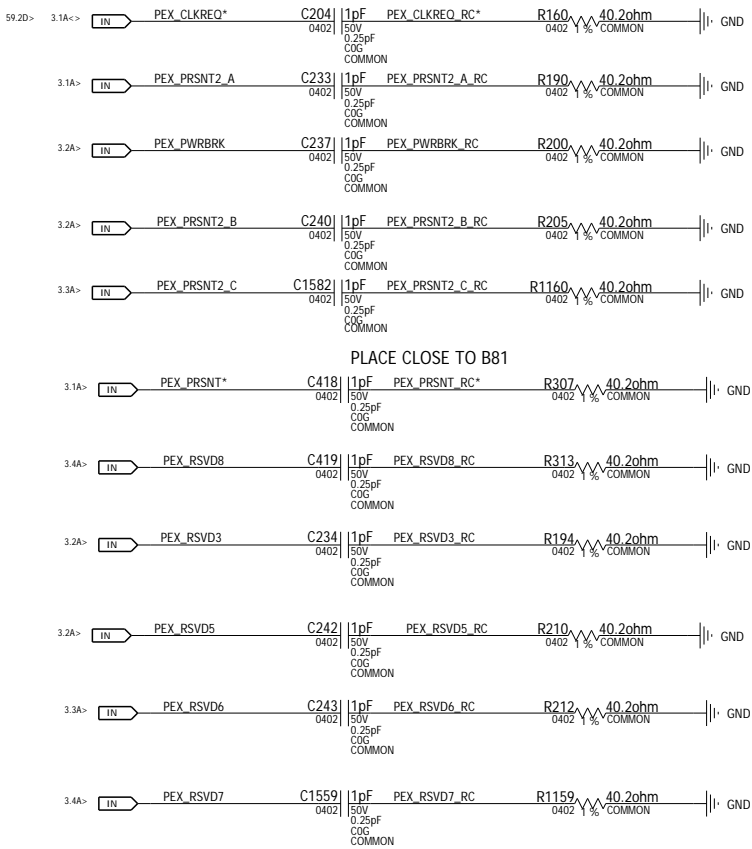 59.2D> 3.1A<> IN PEX_CLKREQ* C204 1pF PEX_CLKREQ_RC* R160 40.2ohm GND
0402 50V 0402 1 % COMMON
0.25pF
C0G
COMMON
3.1A> IN PEX_PRSNT2_A C233 1pF PEX_PRSNT2_A_RC R190 40.2ohm GND
0402 50V 0402 1 % COMMON
0.25pF
C0G
COMMON
3.2A> IN PEX_PWRBRK C237 1pF PEX_PWRBRK_RC R200 40.2ohm GND
0402 50V 0402 1 % COMMON
0.25pF
C0G
COMMON
3.2A> IN PEX_PRSNT2_B C240 1pF PEX_PRSNT2_B_RC R205 40.2ohm GND
0402 50V 0402 1 % COMMON
0.25pF
C0G
COMMON
3.3A> IN PEX_PRSNT2_C C1582 1pF PEX_PRSNT2_C_RC R1160 40.2ohm GND
0402 50V 0402 1 % COMMON
0.25pF
C0G
COMMON
PLACE CLOSE TO B81
3.1A> IN PEX_PRSNT* C418 1pF PEX_PRSNT_RC* R307 40.2ohm GND
0402 50V 0402 1 % COMMON
0.25pF
C0G
COMMON
3.4A> IN PEX_RSVD8 C419 1pF PEX_RSVD8_RC R313 40.2ohm GND
0402 50V 0402 1 % COMMON
0.25pF
C0G
COMMON
3.2A> IN PEX_RSVD3 C234 1pF PEX_RSVD3_RC R194 40.2ohm GND
0402 50V 0402 1 % COMMON
0.25pF
C0G
COMMON
3.2A> IN PEX_RSVD5 C242 1pF PEX_RSVD5_RC R210 40.2ohm GND
0402 50V 0402 1 % COMMON
0.25pF
C0G
COMMON
3.3A> IN PEX_RSVD6 C243 1pF PEX_RSVD6_RC R212 40.2ohm GND
0402 50V 0402 1 % COMMON
0.25pF
C0G
COMMON
3.4A> IN PEX_RSVD7 C1559 1pF PEX_RSVD7_RC R1159 40.2ohm GND
0402 50V 0402 1 % COMMON
0.25pF
C0G
COMMON